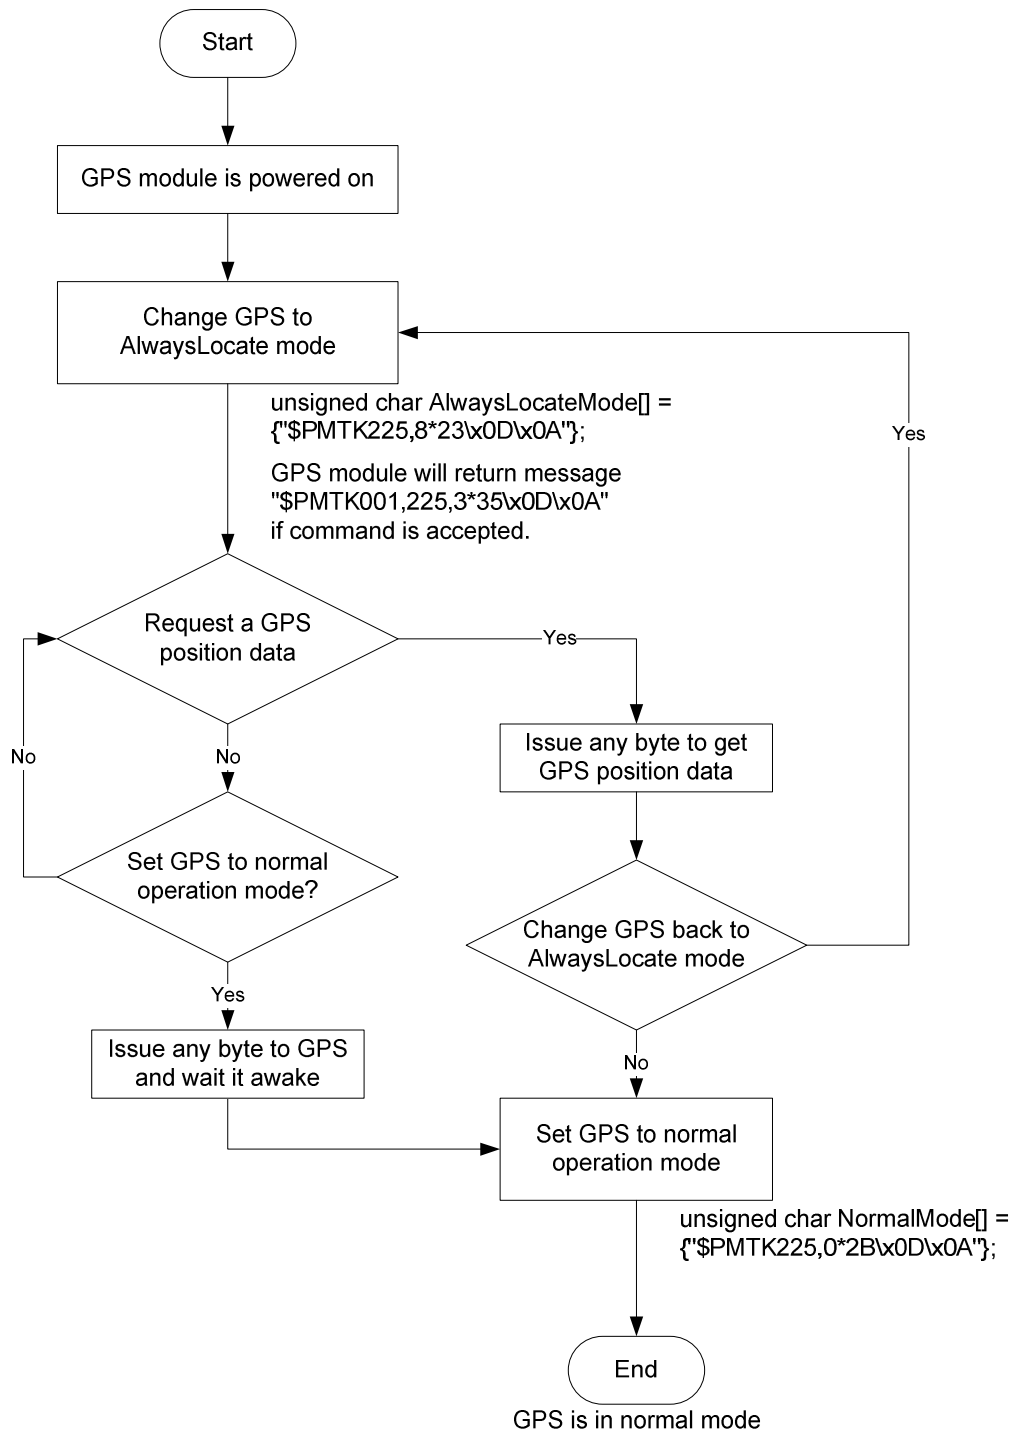 Start
GPS module is powered on
Change GPS to
AlwaysLocate mode
unsigned char AlwaysLocateMode[] =
{"$PMTK225,8*23\x0D\x0A"};
GPS module will return message
"$PMTK001,225,3*35\x0D\x0A"
if command is accepted.
Yes
Request a GPS
position data
Yes
No
No
Issue any byte to get
GPS position data
Set GPS to normal
operation mode?
Change GPS back to
AlwaysLocate mode
Yes
Issue any byte to GPS
and wait it awake
No
Set GPS to normal
operation mode
unsigned char NormalMode[] =
{"$PMTK225,0*2B\x0D\x0A"};
End
GPS is in normal mode